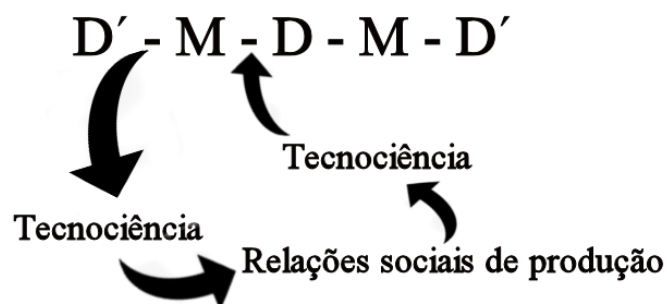 D´ - M - D - M - D´
Tecnociência
Tecnociência
Relações sociais de produção